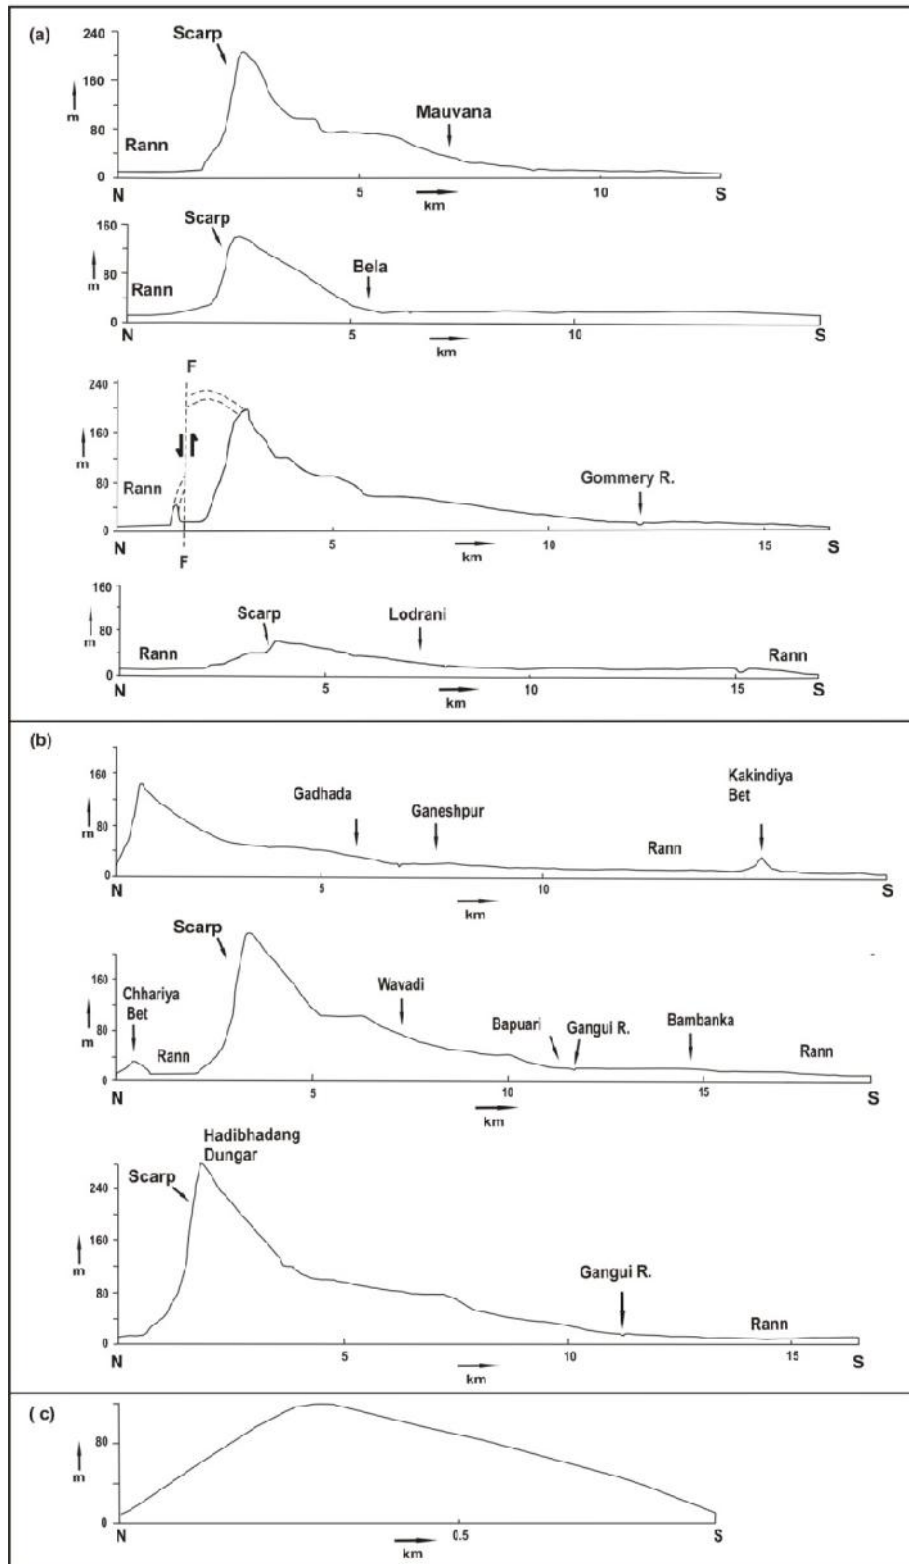 (a)
240
Scarp
160
m
Mauvana
80
Rann
0
N
5
10
S
km
160
Scarp
m
80
Bela
Rann
0
N
5
10
S
km
F
240
160
m
80
Rann
Gommery R.
0
N
5
10
15
S
F
km
160
m
80
Scarp
Lodrani
Rann
Rann
0
N
5
10
15
S
km
(b)
160
Kakindiya
Bet
Gadhada
Ganeshpur
m
80
Rann
0
N
5
10
S
km
Scarp
160
Chhariya
Bet
Wavadi
m
80
Bapuari
Gangui R.
Bambanka
Rann
Rann
0
N
5
10
15
S
km
Hadibhadang
Dungar
Scarp
240
160
m
Gangui R.
80
Rann
0
N
5
10
15
S
km
( c)
80
m
0
N
0.5
S
km